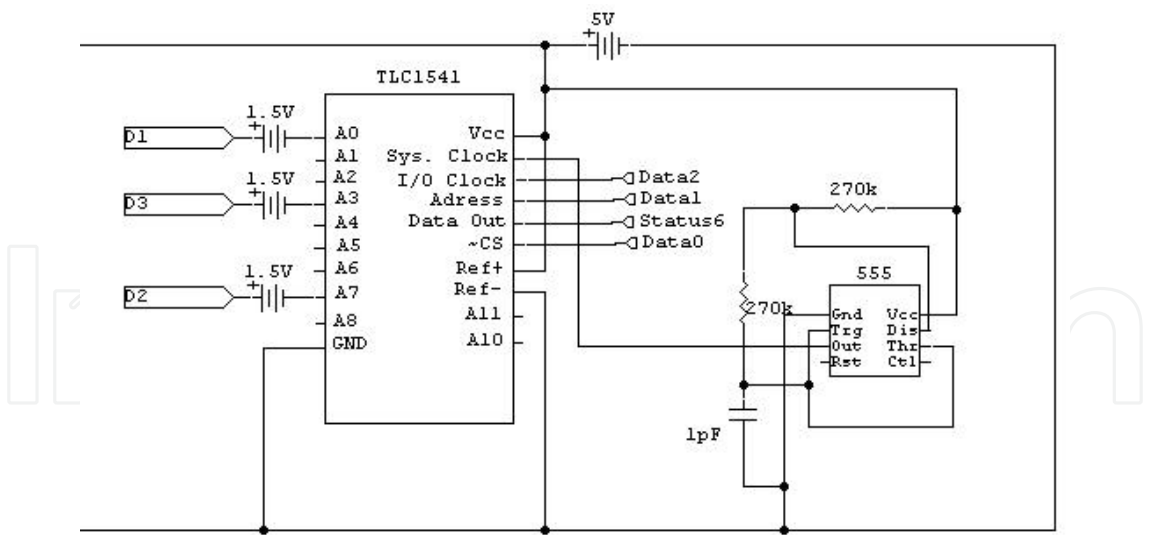 5V
TLC1541
D1
1.5V
A0
Vcc
A1
Sys. Clock
A2
I/O Clock
Data2
D3
1.5V
A3
Adress
Data1
270k
A4
Data Out
Status6
A5
~CS
Data0
D2
1.5V
A6
Ref+
555
A7
Ref-
270k
A8
A11
Gnd
Vcc
Trg
Dis
GND
A10
Out
Thr
Rst
Ctl
1pF